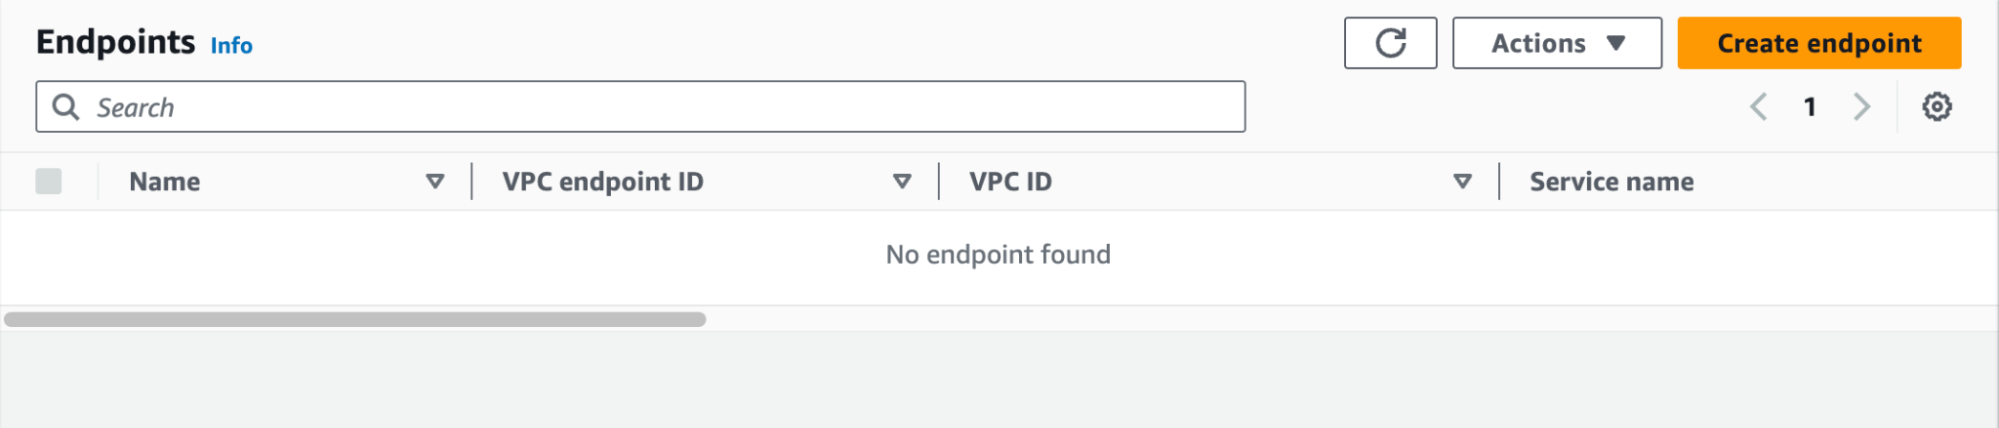 Endpoints Info
Actions
Create endpoint
Search
1
Name VPC endpoint ID VPC ID Service name
No endpoint found